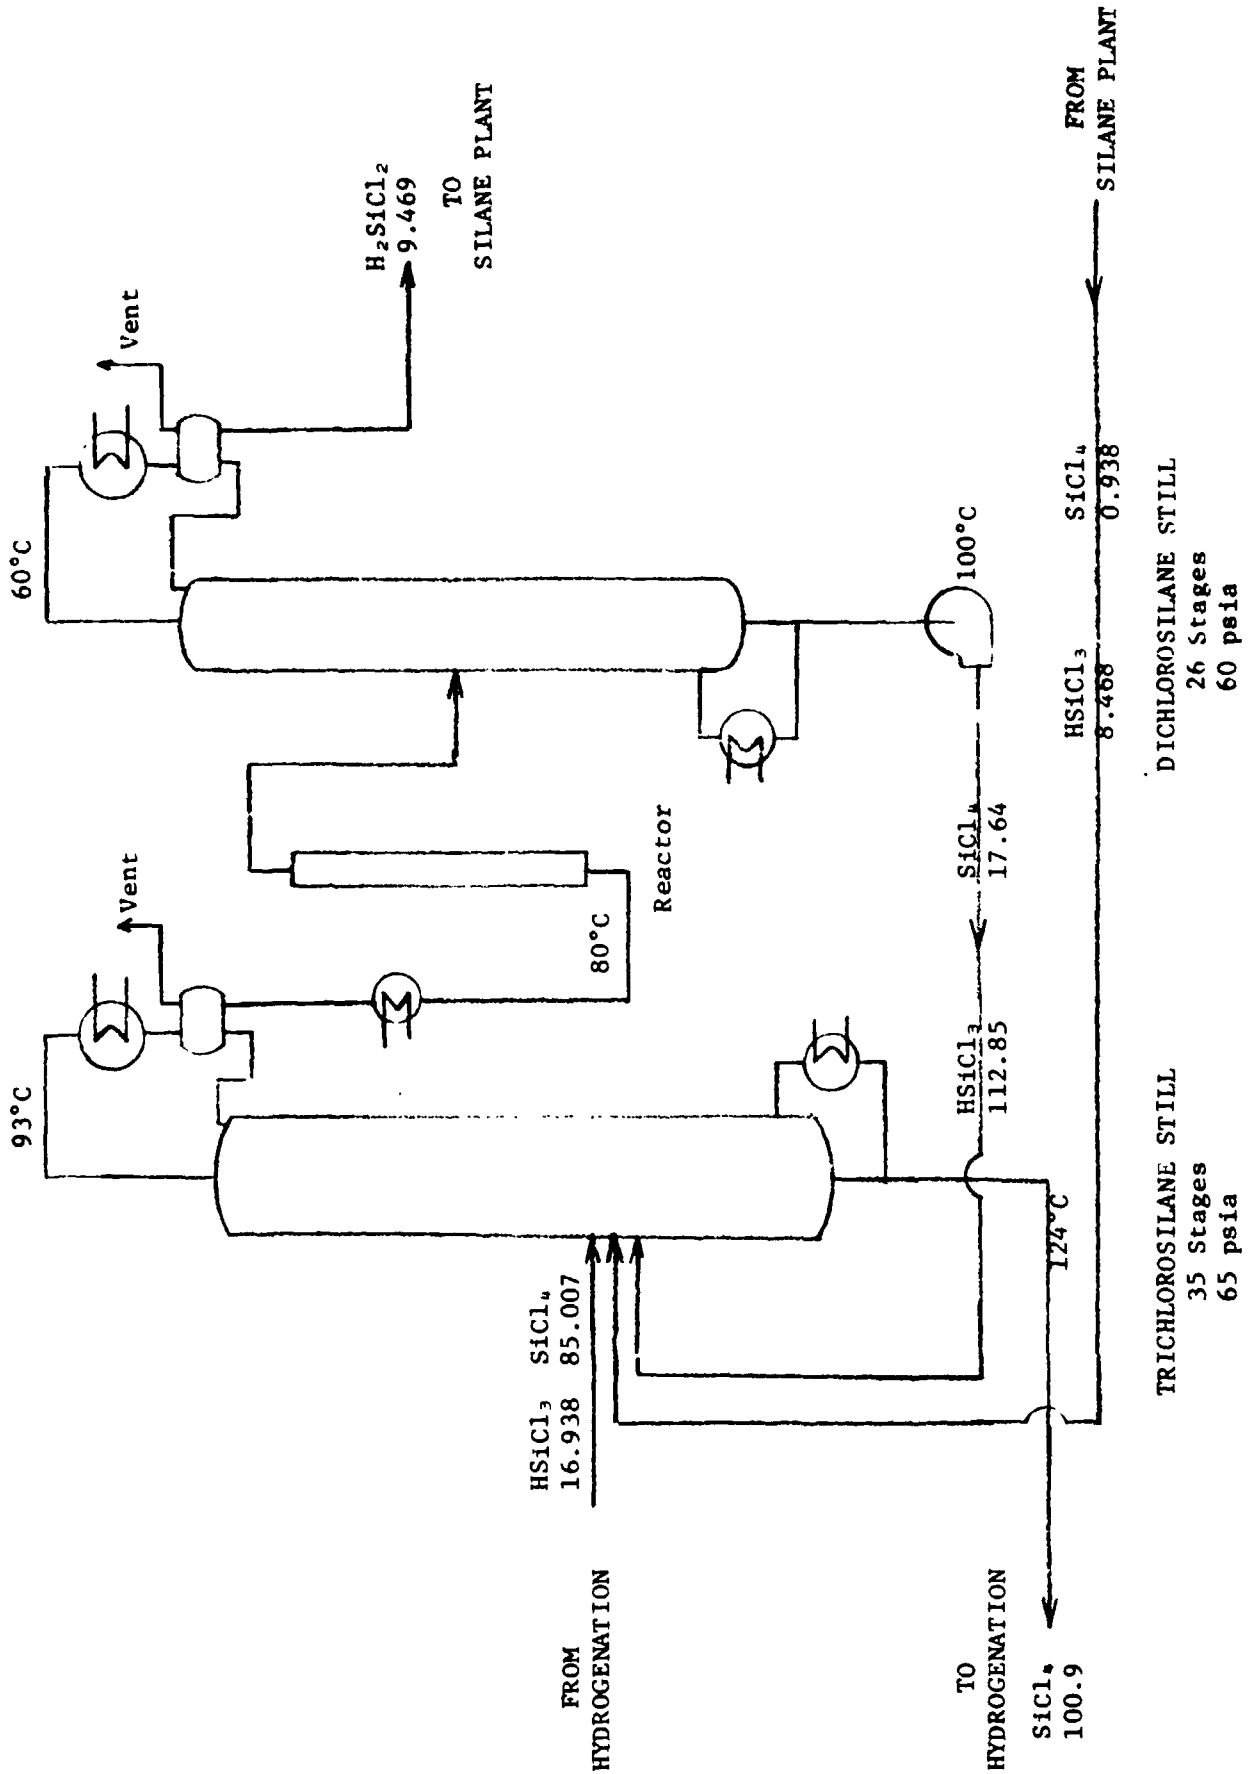 93°C
Vent
60°C
Vent
H₂SiCl₂
9.469
TO
SILANE PLANT
80°C
Reactor
FROM
HYDROGENATION
HSiCl₃ SiCl₄
16.938 85.007
HSiCl₃
112.85
SiCl₄
17.64
100°C
TO
HYDROGENATION
SiCl₄
100.9
124°C
HSiCl₃
8.468
SiCl₄
0.938
FROM
SILANE PLANT
TRICHLOROSILANE STILL
35 Stages
65 psia
DICHLOROSILANE STILL
26 Stages
60 psia